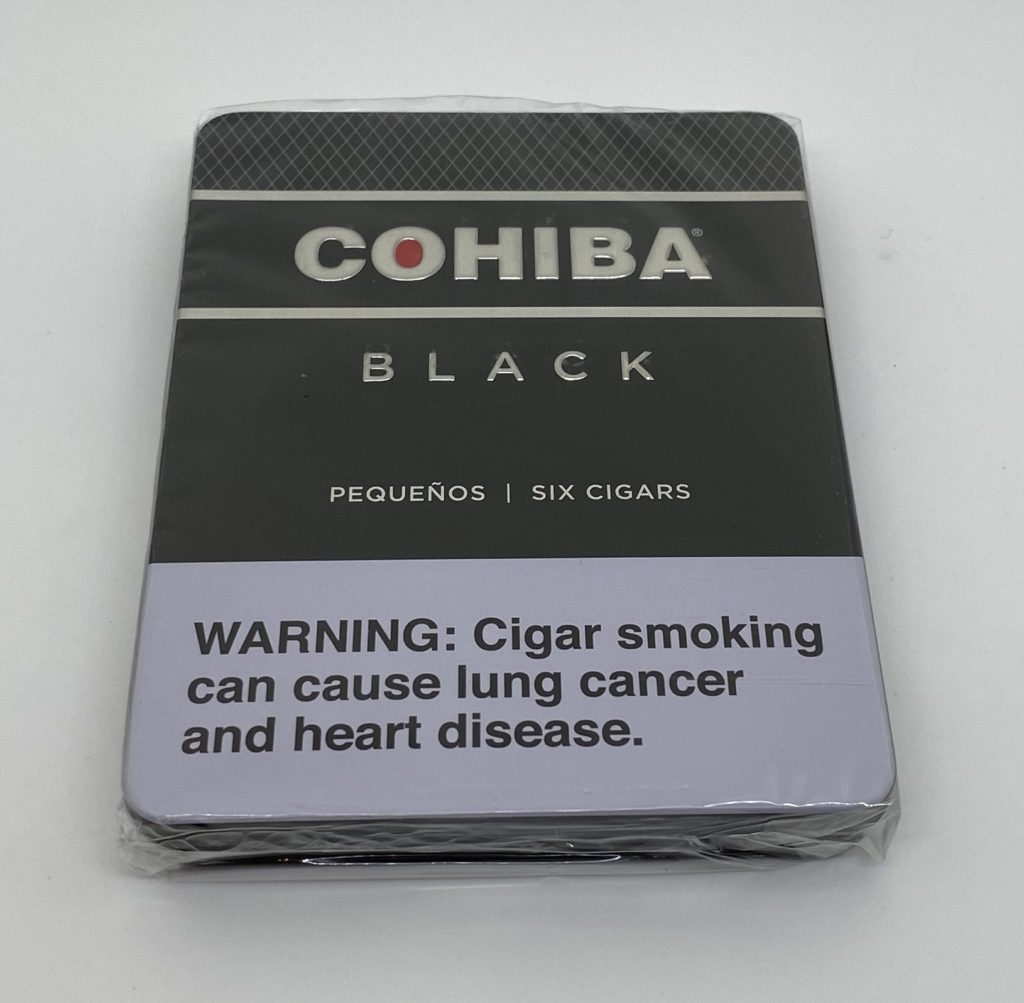 COHIBA®
BLACK
PEQUEÑOS | SIX CIGARS
WARNING: Cigar smoking
can cause lung cancer
and heart disease.